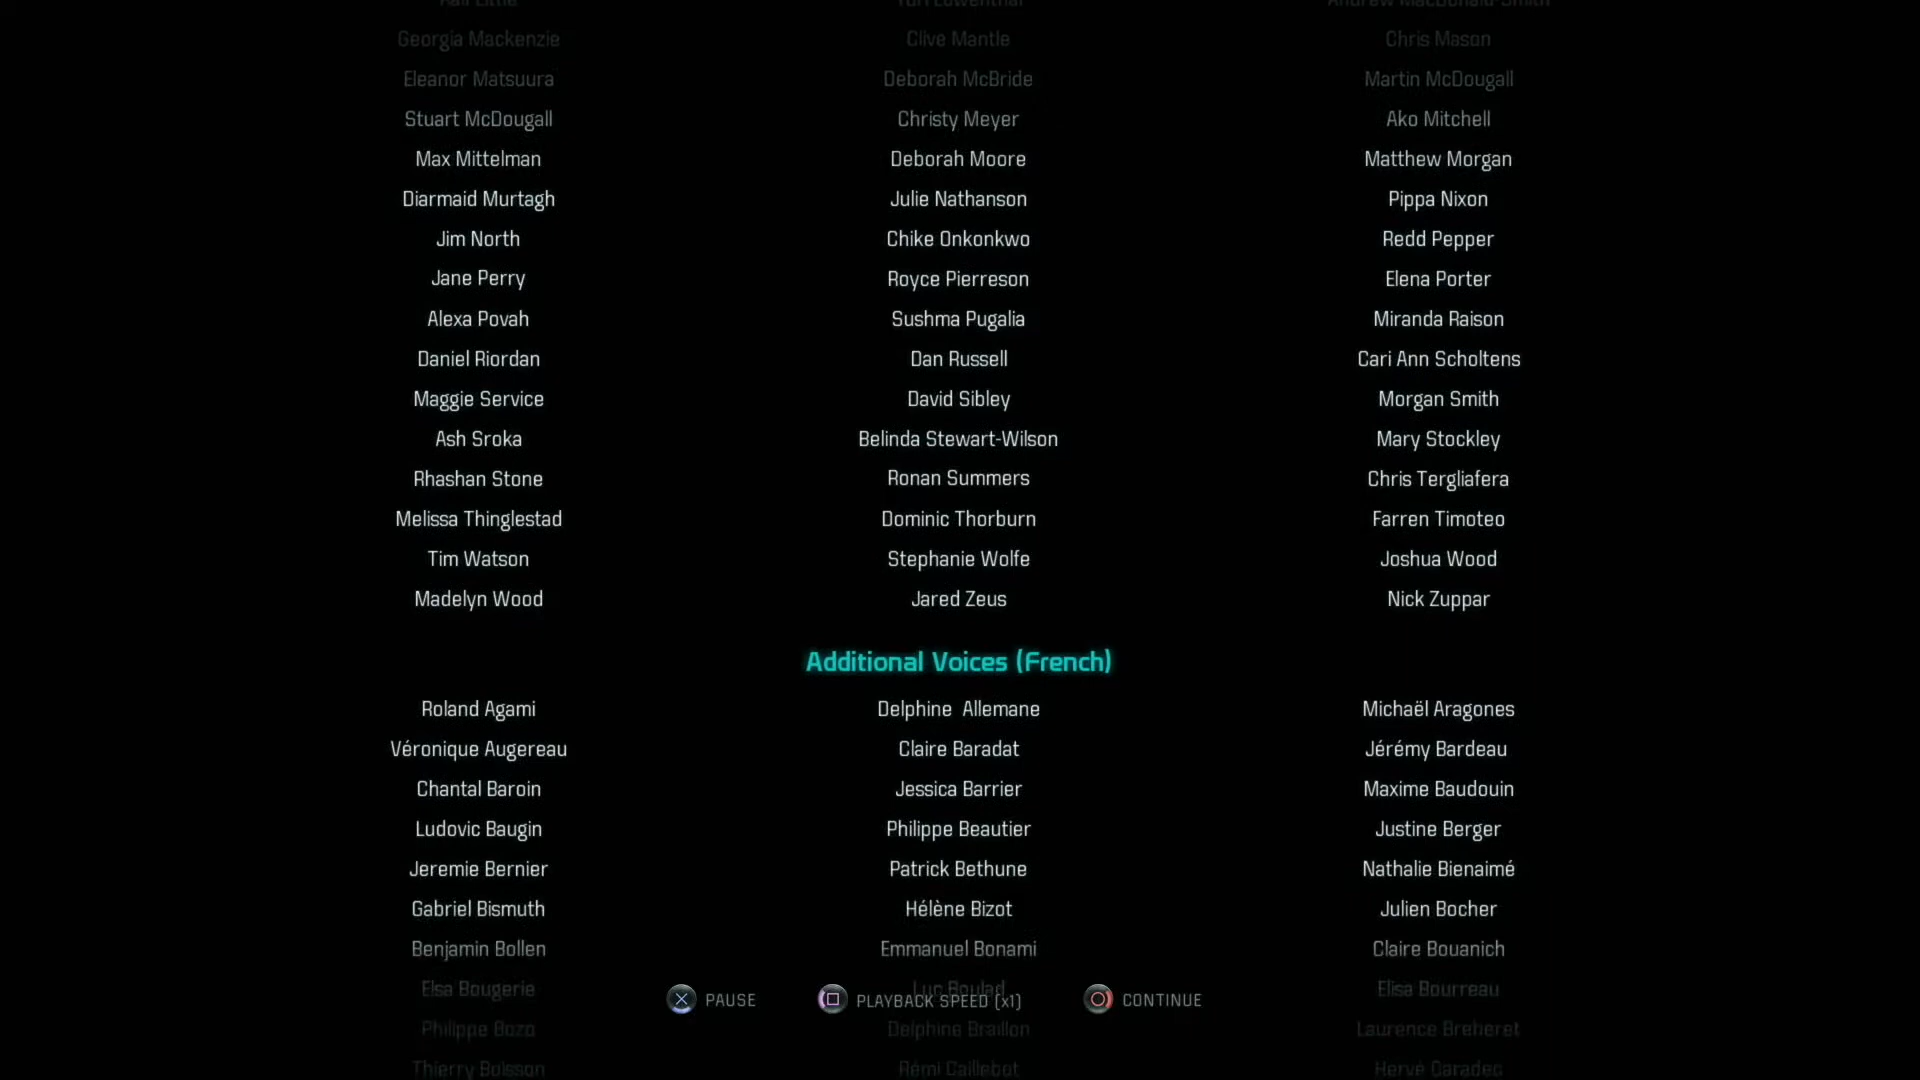 Georgia Mackenzie Clive Mantle Chris Mason
Eleanor Matsuura Deborah McBride Martin McDougall
Stuart McDougall Christy Meyer Ako Mitchell
Max Mittelman Deborah Moore Matthew Morgan
Diarmaid Murtagh Julie Nathanson Pippa Nixon
Jim North Chike Onkonkwo Redd Pepper
Jane Perry Royce Pierreson Elena Porter
Alexa Povah Sushma Pugalia Miranda Raison
Daniel Riordan Dan Russell Cari Ann Scholtens
Maggie Service David Sibley Morgan Smith
Ash Sroka Belinda Stewart-Wilson Mary Stockley
Rhashan Stone Ronan Summers Chris Tergliafera
Melissa Thinglestad Dominic Thorburn Farren Timoteo
Tim Watson Stephanie Wolfe Joshua Wood
Madelyn Wood Jared Zeus Nick Zuppar
Additional Voices (French)
Roland Agami Delphine  Allemane Michaël Aragones
Véronique Augereau Claire Baradat Jérémy Bardeau
Chantal Baroin Jessica Barrier Maxime Baudouin
Ludovic Baugin Philippe Beautier Justine Berger
Jeremie Bernier Patrick Bethune Nathalie Bienaimé
Gabriel Bismuth Hélène Bizot Julien Bocher
Benjamin Bollen Emmanuel Bonami Claire Bouanich
Elsa Bougerie Luc Boulad Elisa Bourreau
PAUSE PLAYBACK SPEED (x1) CONTINUE
Philippe Bozo Delphine Braillon Laurence Breheret
Thierry Buisson Rémi Caillebot Hervé Caradec